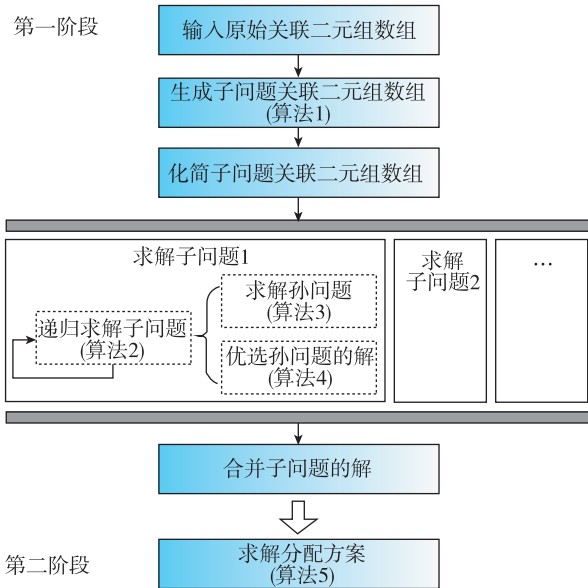 第一阶段
输入原始关联二元组数组
生成子问题关联二元组数组
(算法1)
化简子问题关联二元组数组
求解子问题1
递归求解子问题
(算法2)
求解孙问题
(算法3)
优选孙问题的解
(算法4)
求解
子问题2
…
合并子问题的解
第二阶段
求解分配方案
(算法5)